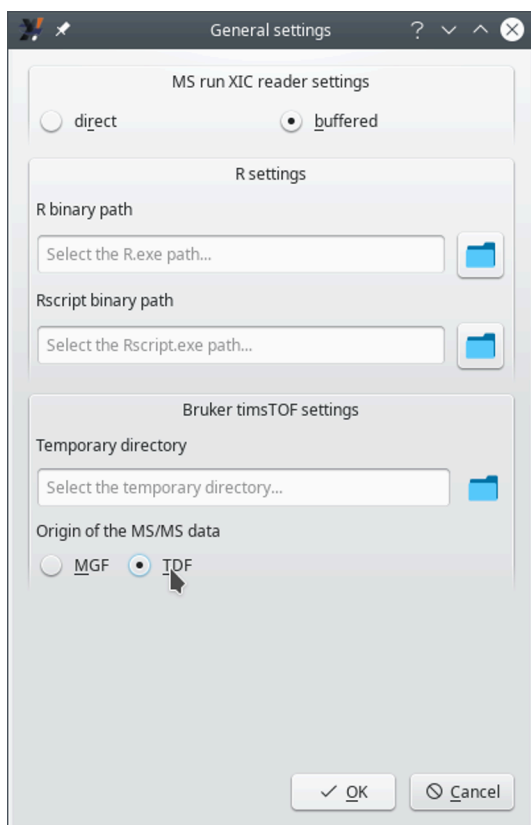 General settings
MS run XIC reader settings
direct
buffered
R settings
R binary path
Select the R.exe path...
Rscript binary path
Select the Rscript.exe path...
Bruker timsTOF settings
Temporary directory
Select the temporary directory...
Origin of the MS/MS data
MGF
TDF
OK
Cancel